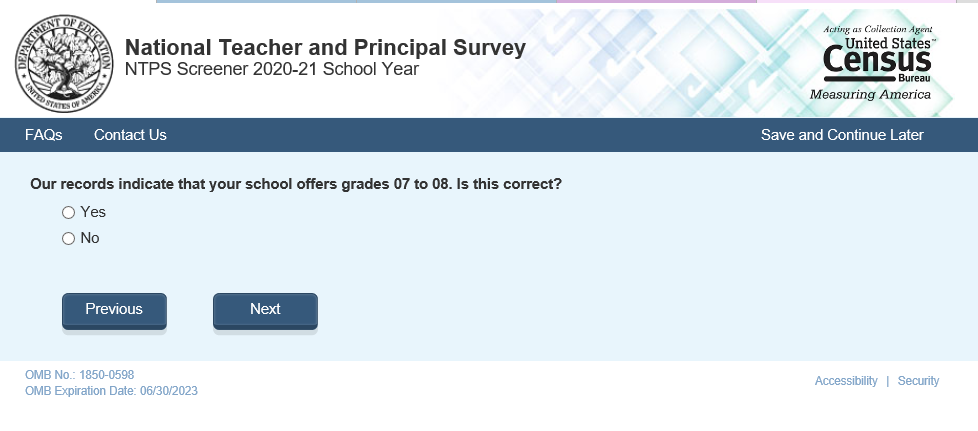 DEPARTMENT OF EDUCATION
UNITED STATES OF AMERICA
National Teacher and Principal Survey
NTPS Screener 2020-21 School Year
Acting as Collection Agent
United States™
Census
Bureau
Measuring America
FAQs Contact Us Save and Continue Later
Our records indicate that your school offers grades 07 to 08. Is this correct?
Yes
No
Previous Next
OMB No.: 1850-0598
OMB Expiration Date: 06/30/2023
Accessibility | Security